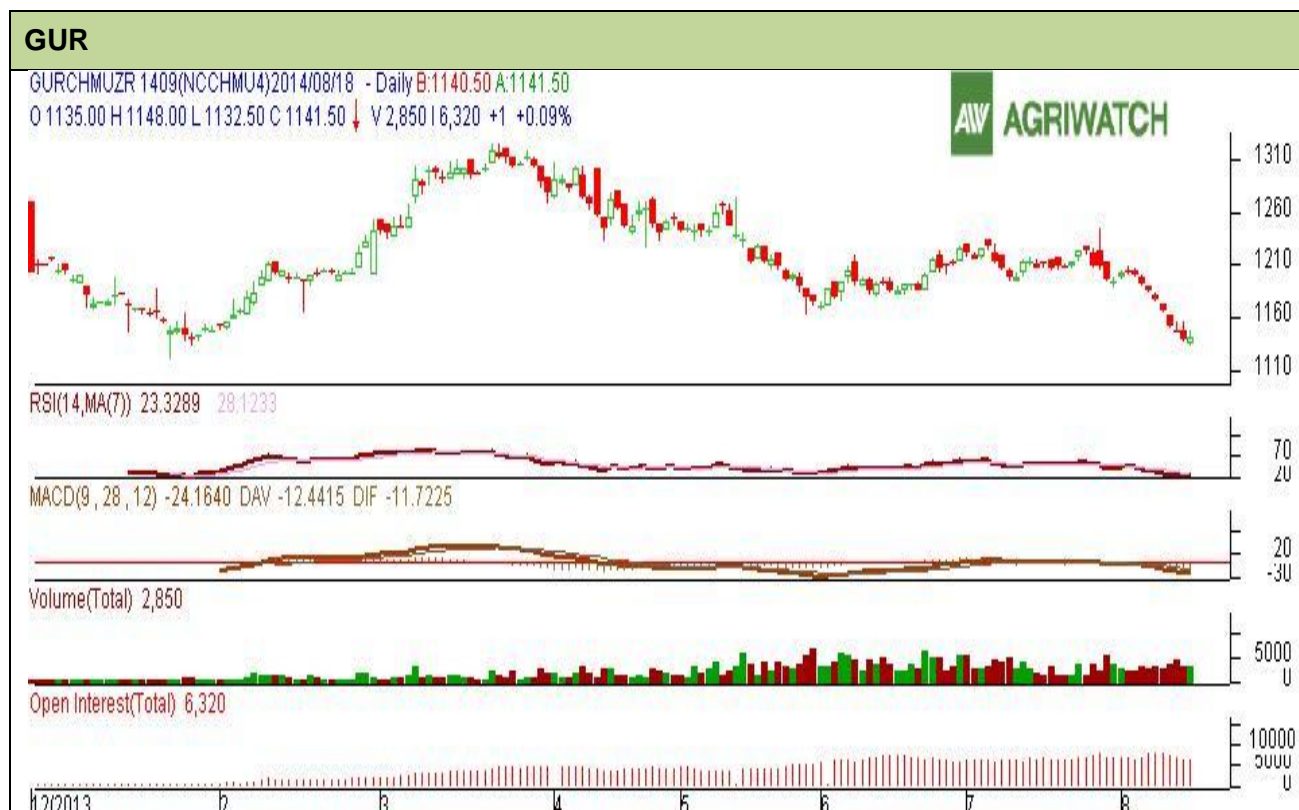 GUR
GURCHMUZR 1409(NCCHMU4)2014/08/18 - Daily B:1140.50 A:1141.50
O 1135.00 H 1148.00 L 1132.50 C 1141.50 V 2,850 I 6,320 +1 +0.09%
AW AGRIWATCH
1310
1260
1210
1160
1110
RSI(14,MA(7)) 23.3289 28.1233
70
20
MACD(9 , 28 , 12) -24.1640 DAV -12.4415 DIF -11.7225
20
-30
Volume(Total) 2,850
5000
0
Open Interest(Total) 6,320
10000
5000
0
12/2013 2 3 4 5 6 7 8